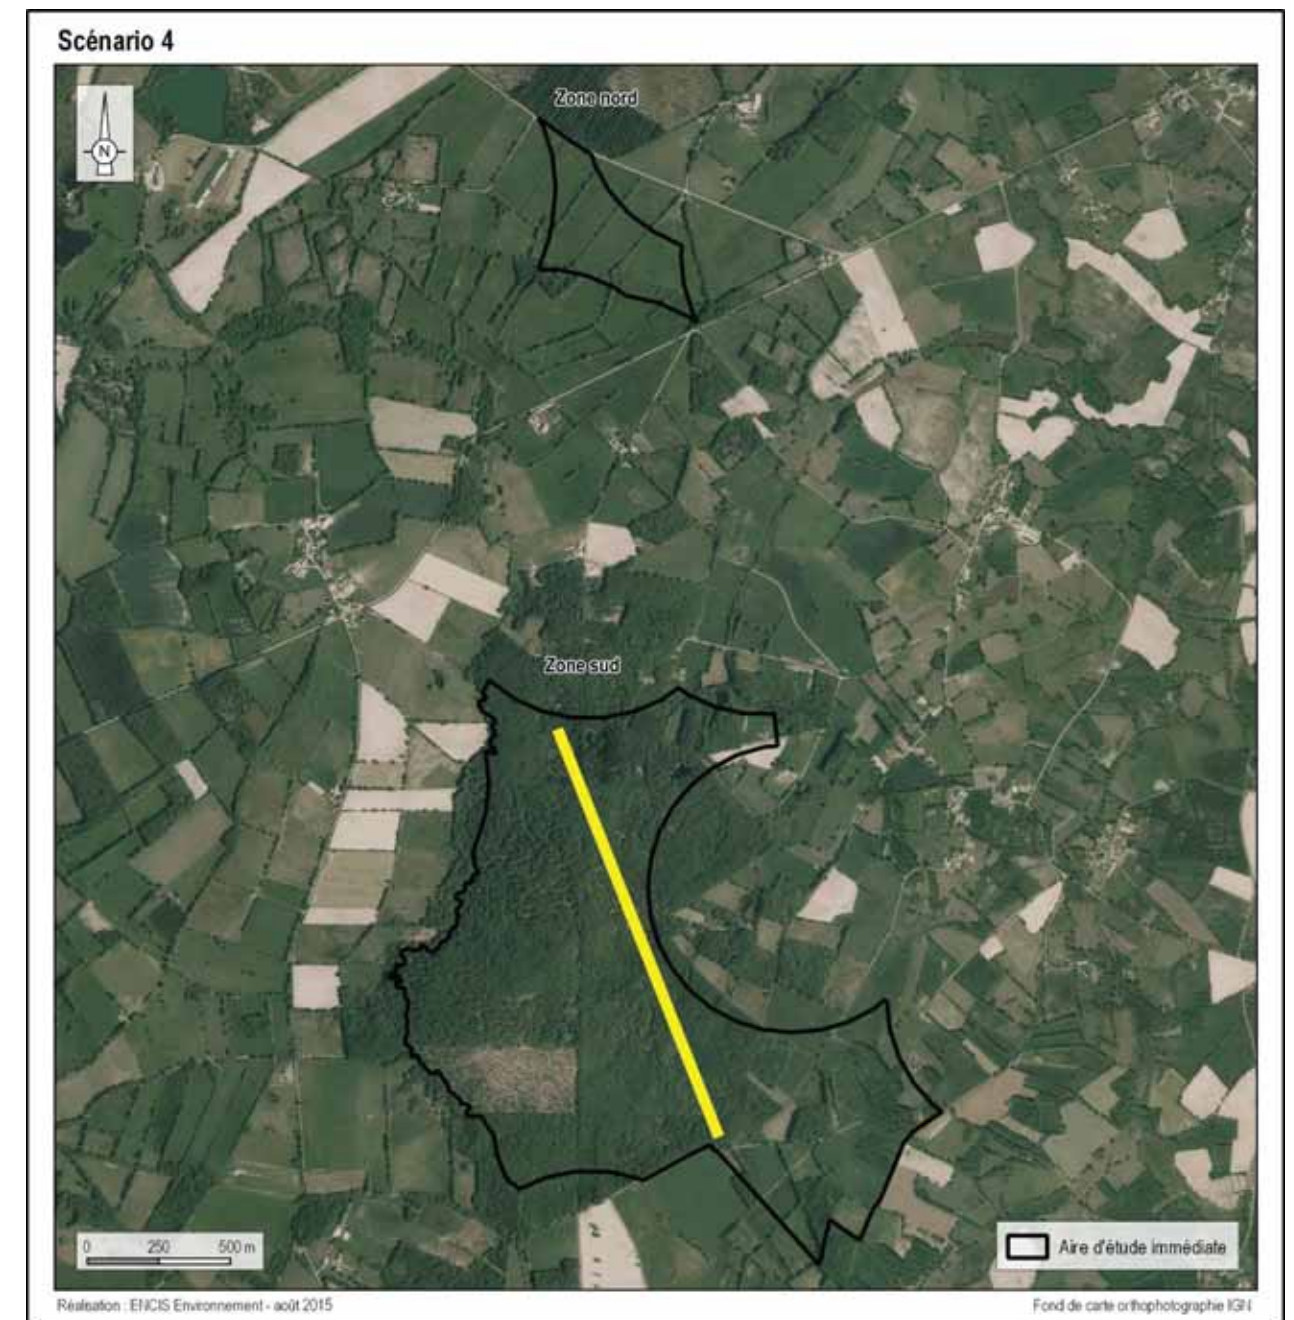 Scénario 4
Zone nord
N
Zone sud
0 250 500 m
Aire d'étude immédiate
Réalisation : ENCIS Environnement - août 2015
Fond de carte orthophotographie IGN